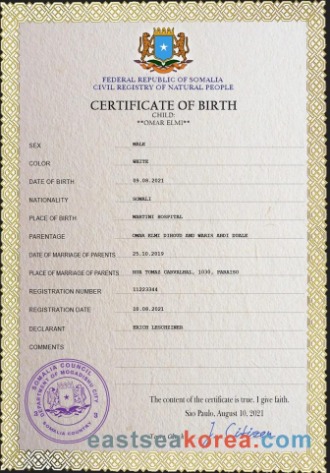 FEDERAL REPUBLIC OF SOMALIA
CIVIL REGISTRY OF NATURAL PEOPLE
CERTIFICATE OF BIRTH
CHILD:
**OMAR ELMI**
SEX MALE
COLOR WHITE
DATE OF BIRTH 09.08.2021
NATIONALITY SOMALI
PLACE OF BIRTH MARTINI HOSPITAL
PARENTAGE OMAR ELMI DIHOUD AND WARIS ABDI DUALE
DATE OF MARRIAGE OF PARENTS 25.10.2019
PLACE OF MARRIAGE OF PARENTS RUA TOMAS CARVALHAL, 1030, PARAISO
REGISTRATION NUMBER 11223344
REGISTRATION DATE 10.08.2021
DECLARANT ERICH LESCHINER
COMMENTS
SOMALIA COUNCIL
DEPARTMENT OF MOGADISHU CITY
SOMALIA COUNTRY
The content of the certificate is true. I give faith.
Sao Paulo, August 10, 2021
J. Citizen
eastseakorea.com